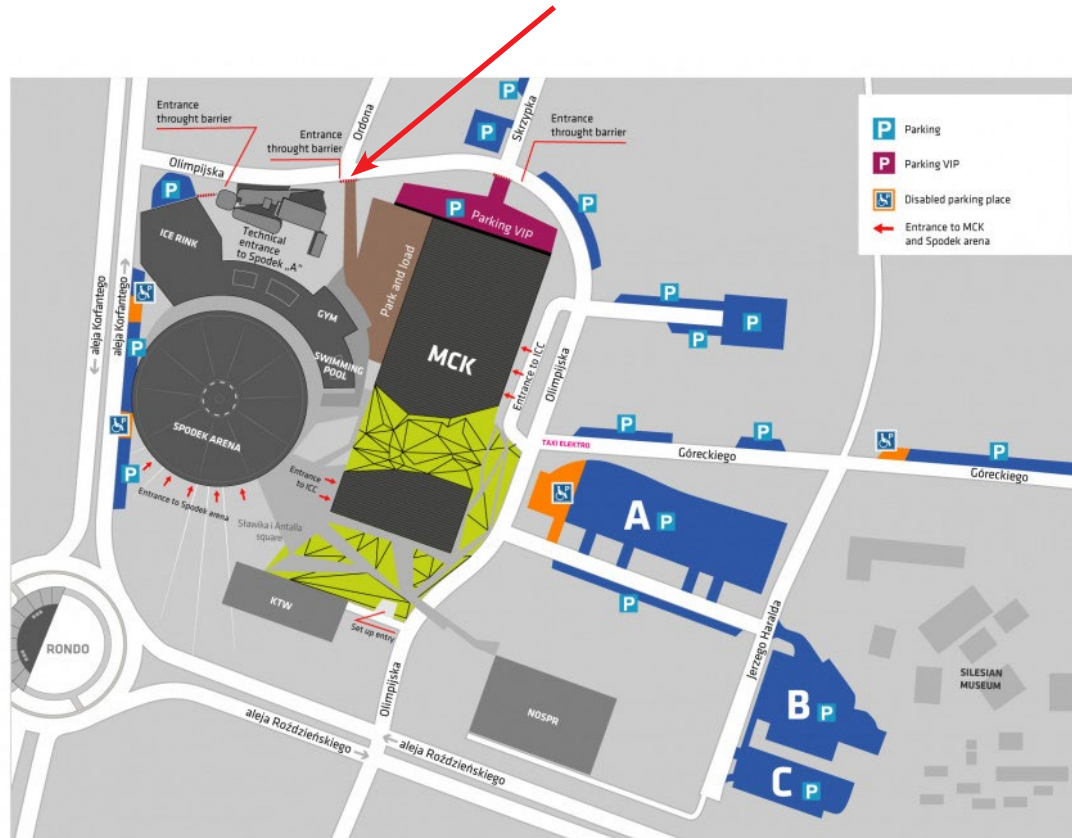 Entrance
throught barrier
Entrance
throught barrier
Ordona
Skrzypka
Entrance
throught barrier
P
P
P Parking
P Parking VIP
P Disabled parking place
Entrance to MCK
and Spodek arena
Olimpijska
P
P
P Parking VIP
ICE RINK
Technical
entrance
to Spodek „A"
Park and load
GYM
SWIMMING
POOL
MCK
Entrance to ICC
Olimpijska
P
P
P
aleja Korfantego
aleja Korfantego
P
P
P
P
SPODEK ARENA
Entrance to Spodek arena
Entrance
to ICC
TAXI ELEKTRO
P
P
Góreckiego
P
P
Góreckiego
P
A P
P
Sławika i Antalla
square
KTW
Set up entry
RONDO
Olimpijska
NOSPR
Jerzego Haralda
B P
C P
SILESIAN
MUSEUM
aleja Roździeńskiego
aleja Roździeńskiego